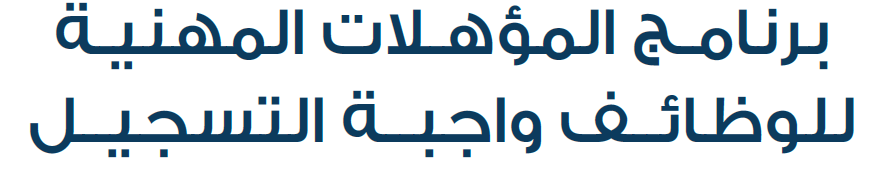 برنامج المؤهلات المهنية
للوظائف واجبة التسجيل